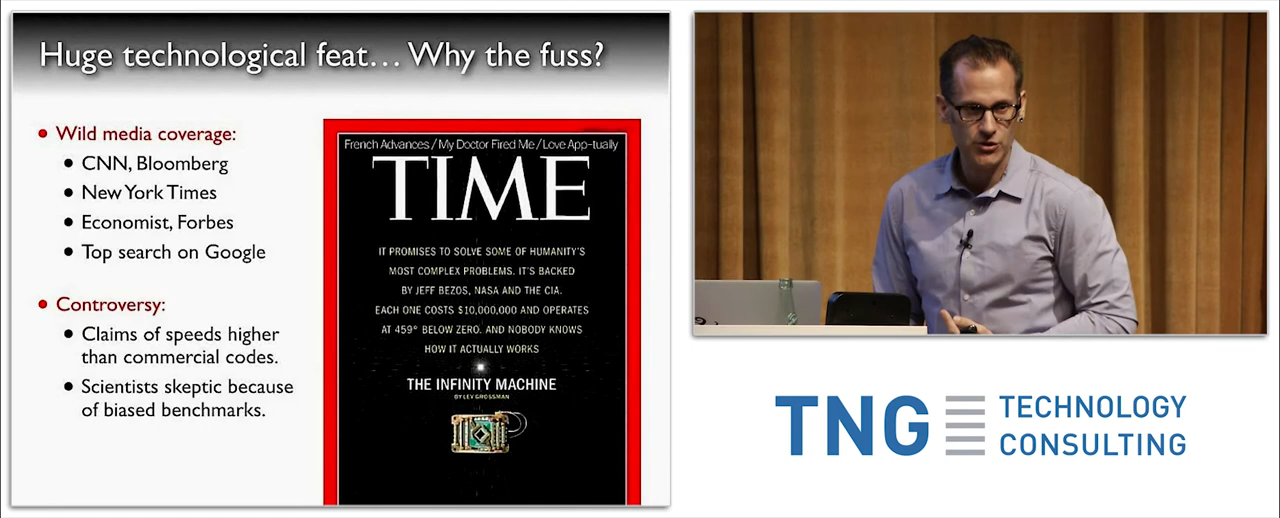 Huge technological feat... Why the fuss?
Wild media coverage:
CNN, Bloomberg
New York Times
Economist, Forbes
Top search on Google
Controversy:
Claims of speeds higher
than commercial codes.
Scientists skeptic because
of biased benchmarks.
French Advances / My Doctor Fired Me / Love App-tually
TIME
IT PROMISES TO SOLVE SOME OF HUMANITY'S
MOST COMPLEX PROBLEMS. IT'S BACKED
BY JEFF BEZOS, NASA AND THE CIA.
EACH ONE COSTS $10,000,000 AND OPERATES
AT 459° BELOW ZERO. AND NOBODY KNOWS
HOW IT ACTUALLY WORKS
THE INFINITY MACHINE
BY LEV GROSSMAN
TNG TECHNOLOGY
CONSULTING